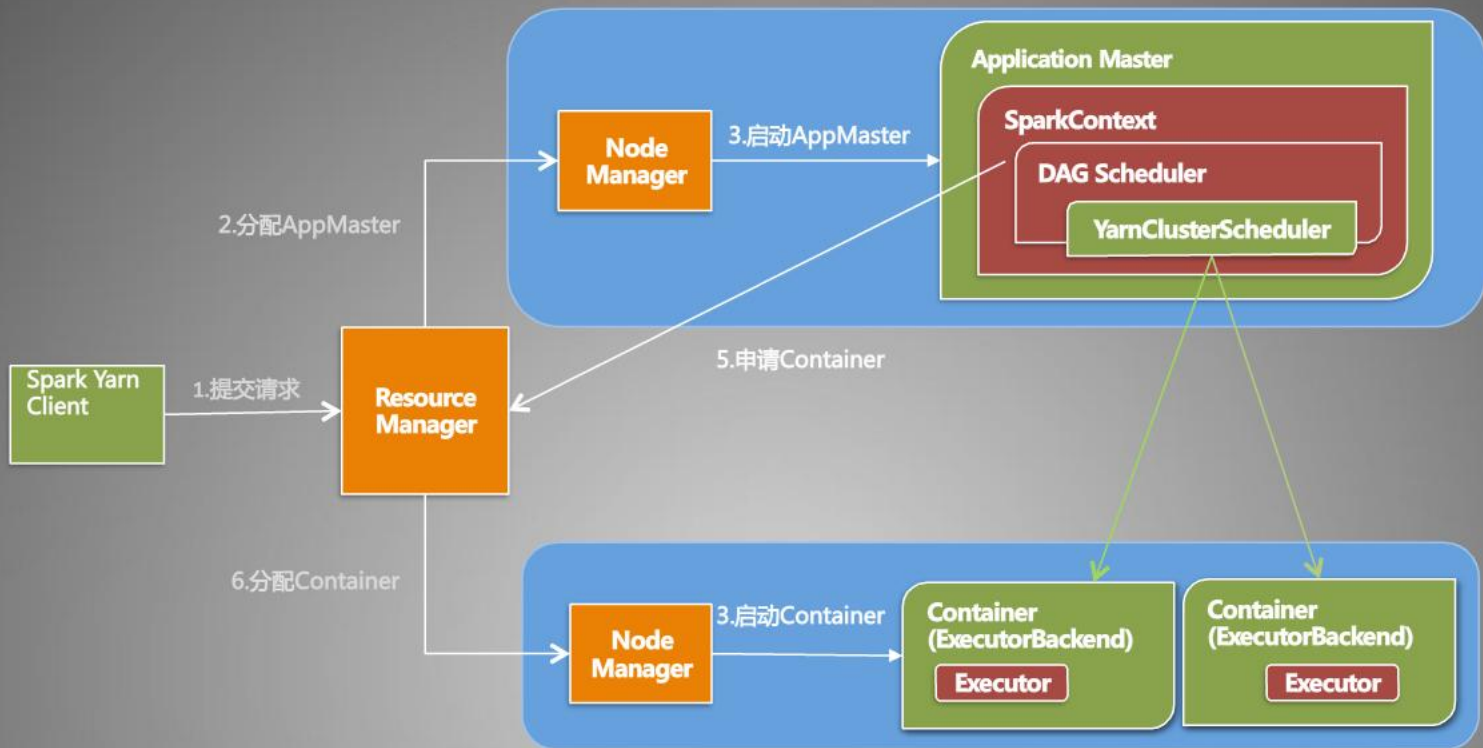 Application Master
SparkContext
DAG Scheduler
YarnClusterScheduler
Node
Manager
3.启动AppMaster
2.分配AppMaster
5.申请Container
Spark Yarn
Client
1.提交请求
Resource
Manager
6.分配Container
Node
Manager
3.启动Container
Container
(ExecutorBackend)
Executor
Container
(ExecutorBackend)
Executor